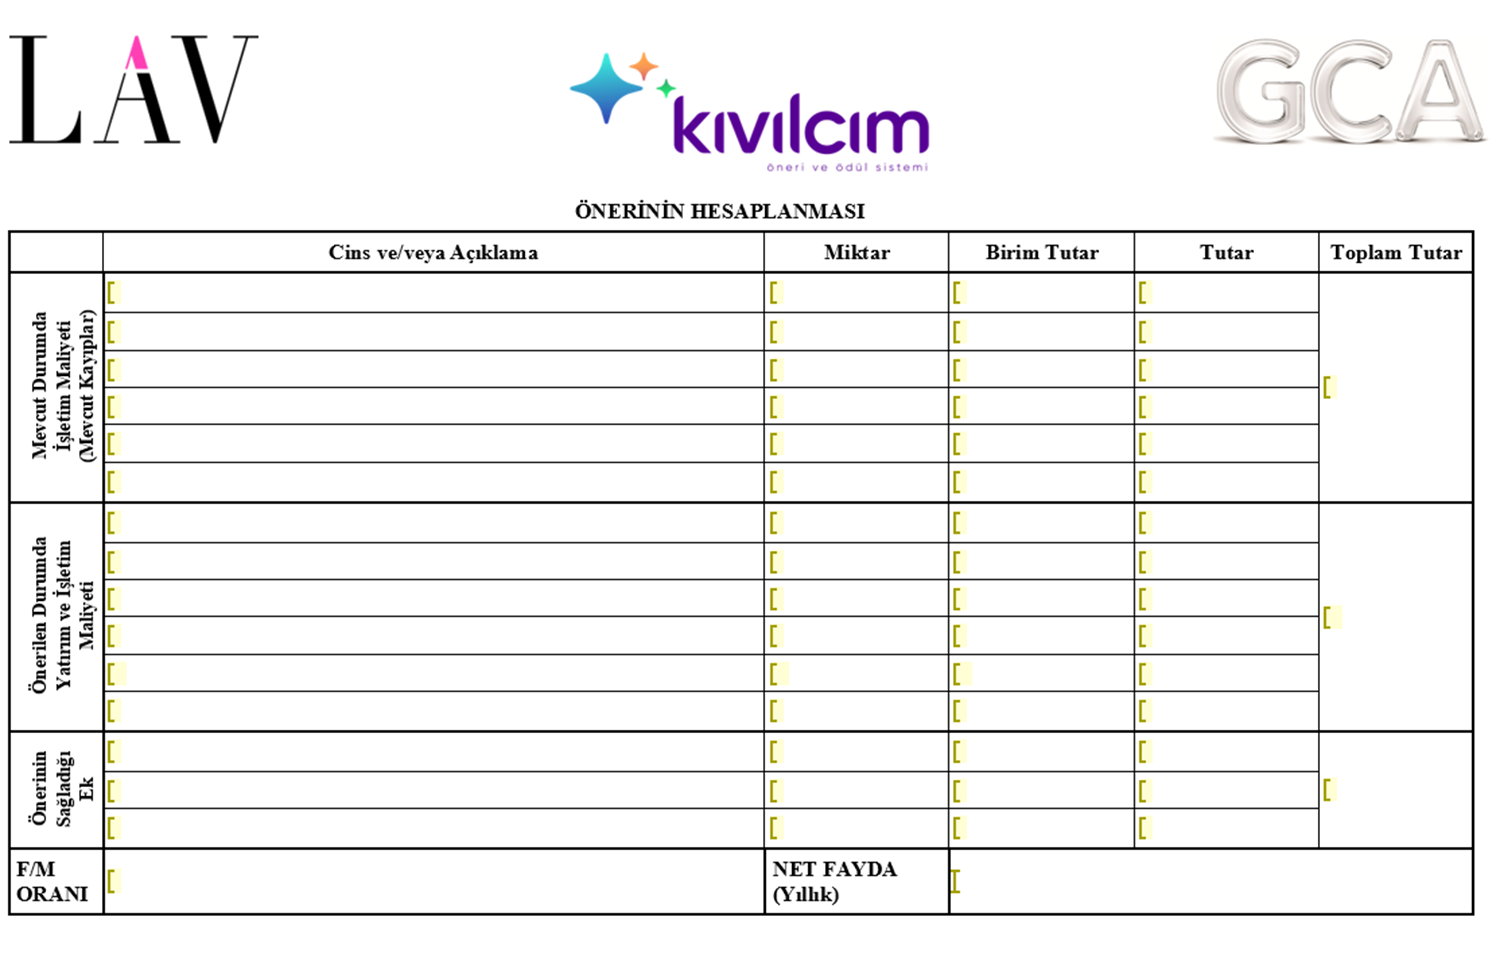 LAV
kıvılcım
öneri ve ödül sistemi
GCA
ÖNERİNİN HESAPLANMASI
Cins ve/veya Açıklama Miktar Birim Tutar Tutar Toplam Tutar
Mevcut Durumda
İşletim Maliyeti
(Mevcut Kayıplar)
Önerilen Durumda
Yatırım ve İşletim
Maliyeti
Önerinin
Sağladığı
Ek
F/M
ORANI
NET FAYDA
(Yıllık)